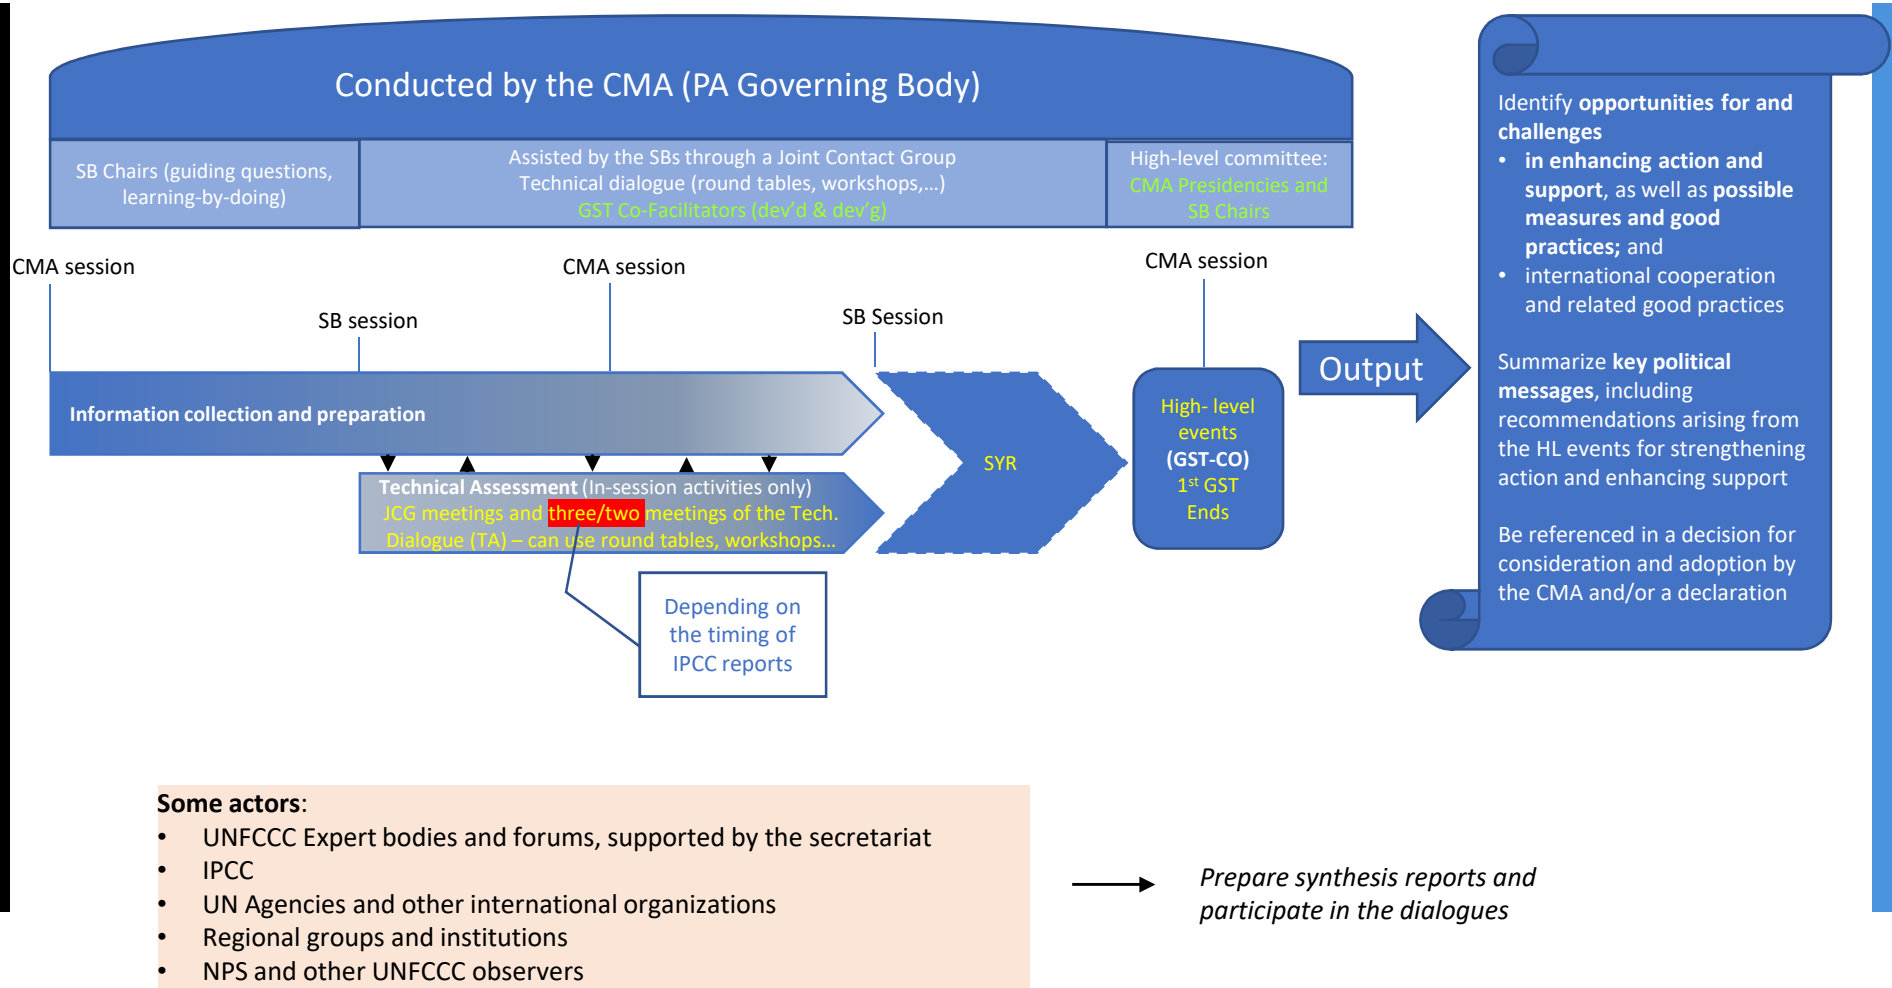 Conducted by the CMA (PA Governing Body)
SB Chairs (guiding questions,
learning-by-doing)
Assisted by the SBs through a Joint Contact Group
Technical dialogue (round tables, workshops,…)
GST Co-Facilitators (dev’d & dev’g)
High-level committee:
CMA Presidencies and
SB Chairs
CMA session
SB session
CMA session
SB Session
CMA session
Information collection and preparation
Technical Assessment (In-session activities only)
JCG meetings and three/two meetings of the Tech.
Dialogue (TA) – can use round tables, workshops…
Depending on
the timing of
IPCC reports
SYR
High- level
events
(GST-CO)
1st GST
Ends
Output
Identify opportunities for and
challenges
• in enhancing action and
support, as well as possible
measures and good
practices; and
• international cooperation
and related good practices
Summarize key political
messages, including
recommendations arising from
the HL events for strengthening
action and enhancing support
Be referenced in a decision for
consideration and adoption by
the CMA and/or a declaration
Some actors:
• UNFCCC Expert bodies and forums, supported by the secretariat
• IPCC
• UN Agencies and other international organizations
• Regional groups and institutions
• NPS and other UNFCCC observers
Prepare synthesis reports and
participate in the dialogues